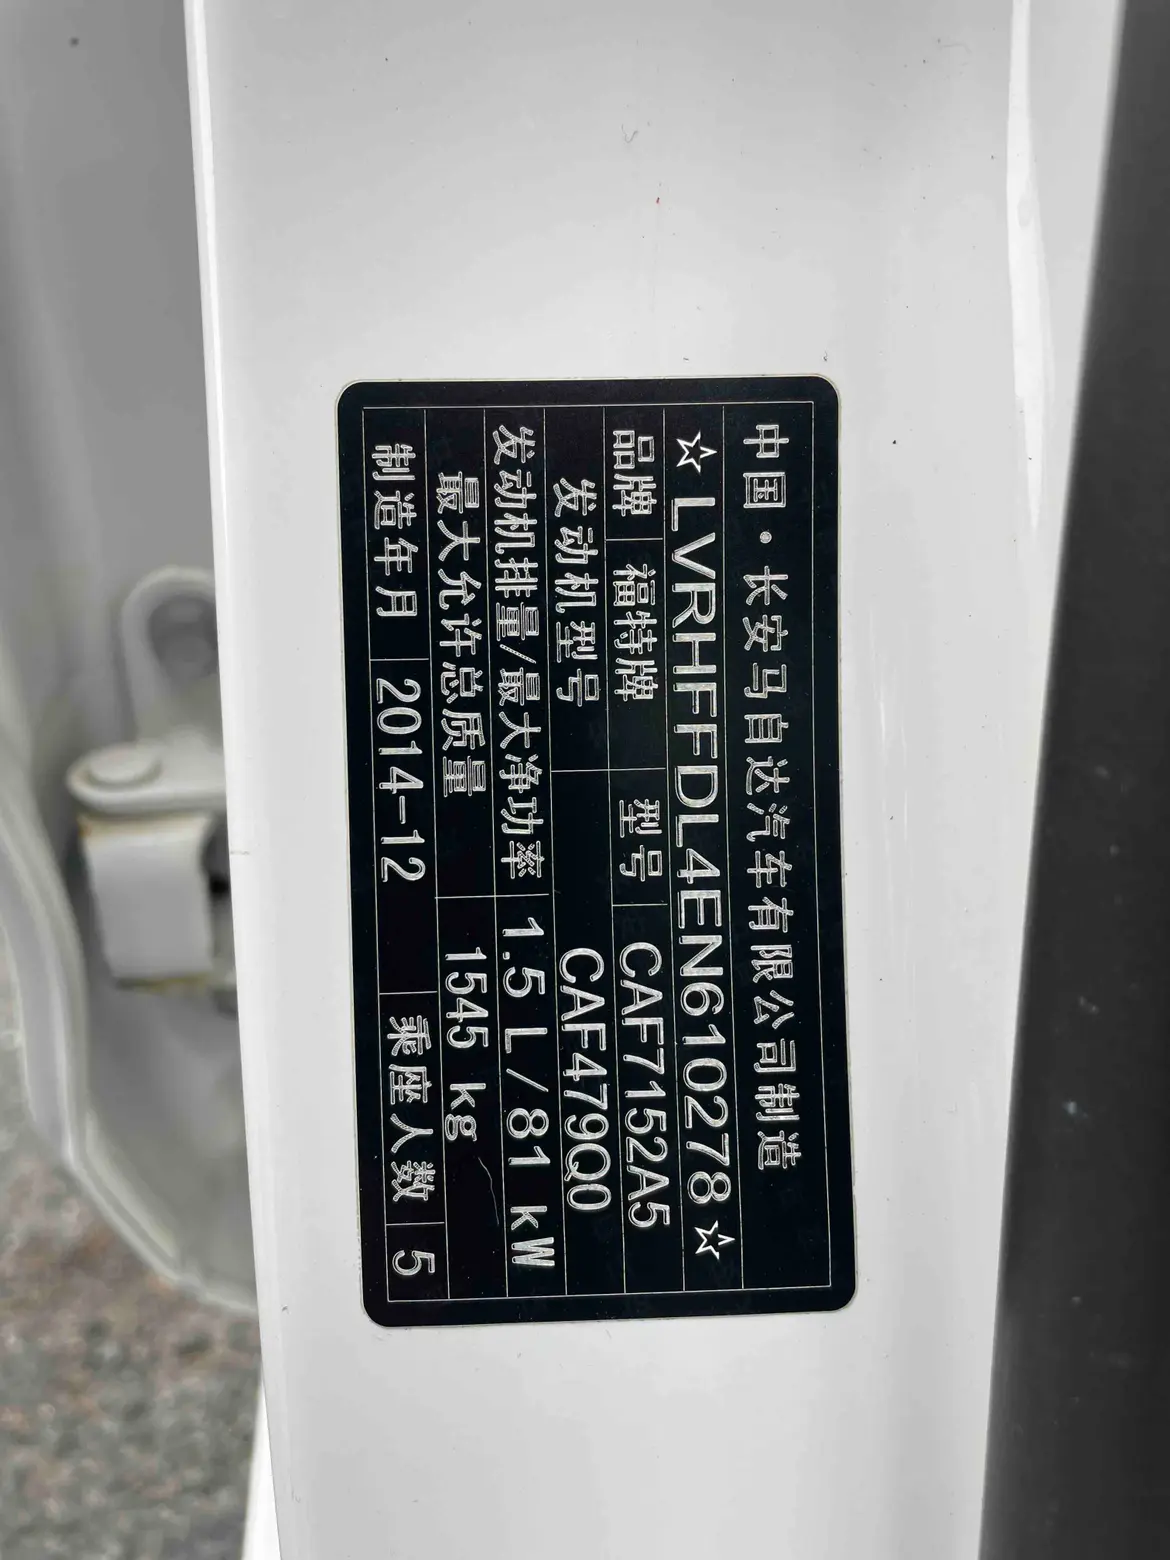 中国·长安马自达汽车有限公司制造
☆LVRHFFDL4EN610278☆
品牌 福特牌 型号 CAF7152A5
发动机型号 CAF479Q0
发动机排量/最大净功率 1.5 L/81 kW
最大允许总质量 1545 kg
制造年月 2014-12 乘座人数 5